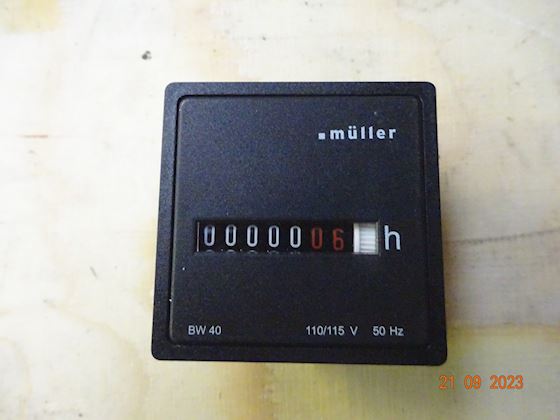 müller
0000006 h
BW 40 110/115 V 50 Hz
21 09 2023